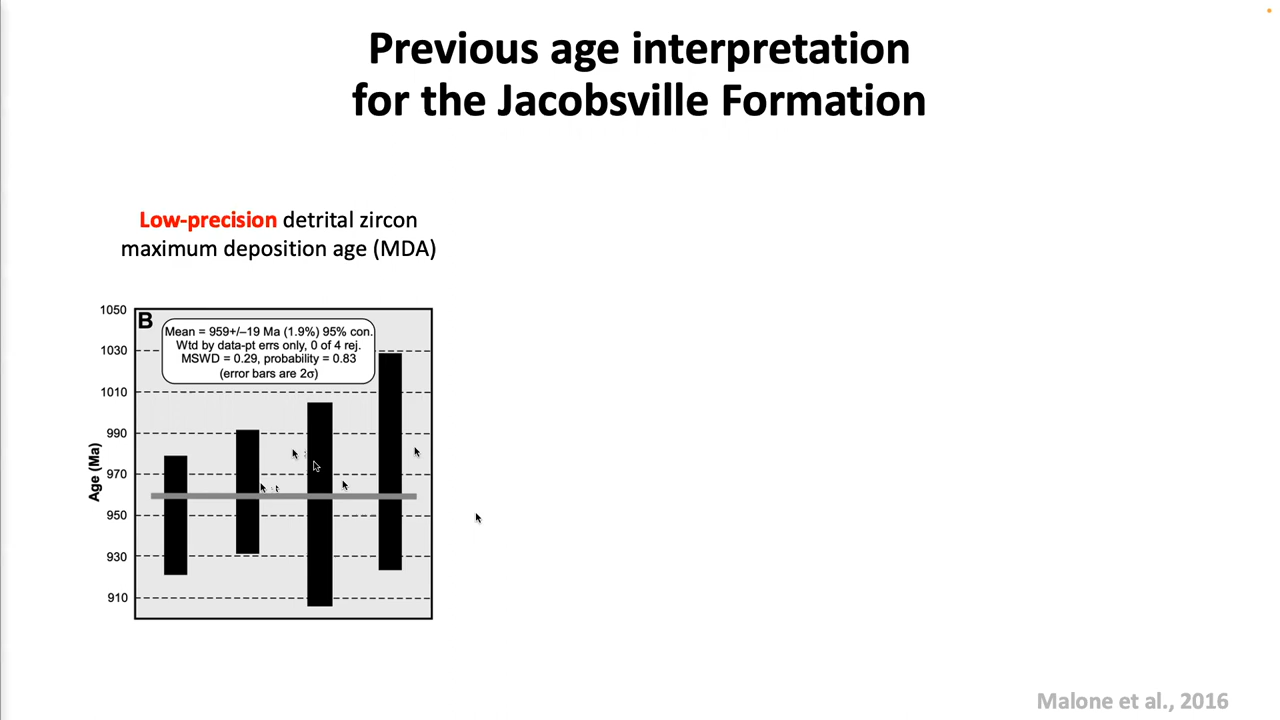 Previous age interpretation
for the Jacobsville Formation
Low-precision detrital zircon
maximum deposition age (MDA)
B
Mean = 959+/–19 Ma (1.9%) 95% con.
Wtd by data-pt errs only, 0 of 4 rej.
MSWD = 0.29, probability = 0.83
(error bars are 2σ)
Age (Ma)
1050
1030
1010
990
970
950
930
910
Malone et al., 2016